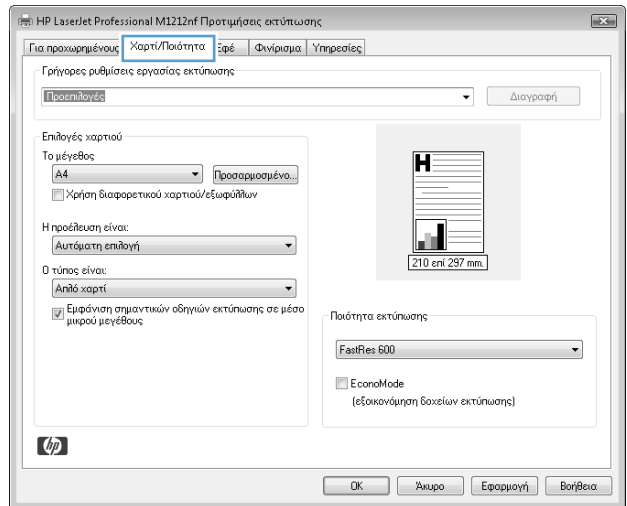 HP LaserJet Professional M1212nf Προτιμήσεις εκτύπωσης
Για προχωρημένους Χαρτί/Ποιότητα Εφέ Φινίρισμα Υπηρεσίες
Γρήγορες ρυθμίσεις εργασίας εκτύπωσης
Προεπιλογές
Διαγραφή
Επιλογές χαρτιού
Το μέγεθος
A4
Προσαρμοσμένο...
Χρήση διαφορετικού χαρτιού/εξωφύλλων
Η προέλευση είναι:
Αυτόματη επιλογή
Ο τύπος είναι:
Απλό χαρτί
Εμφάνιση σημαντικών οδηγιών εκτύπωσης σε μέσο
μικρού μεγέθους
H
210 επί 297 mm.
Ποιότητα εκτύπωσης
FastRes 600
EconoMode
(εξοικονόμηση δοχείων εκτύπωσης)
hp
OK Άκυρο Εφαρμογή Βοήθεια